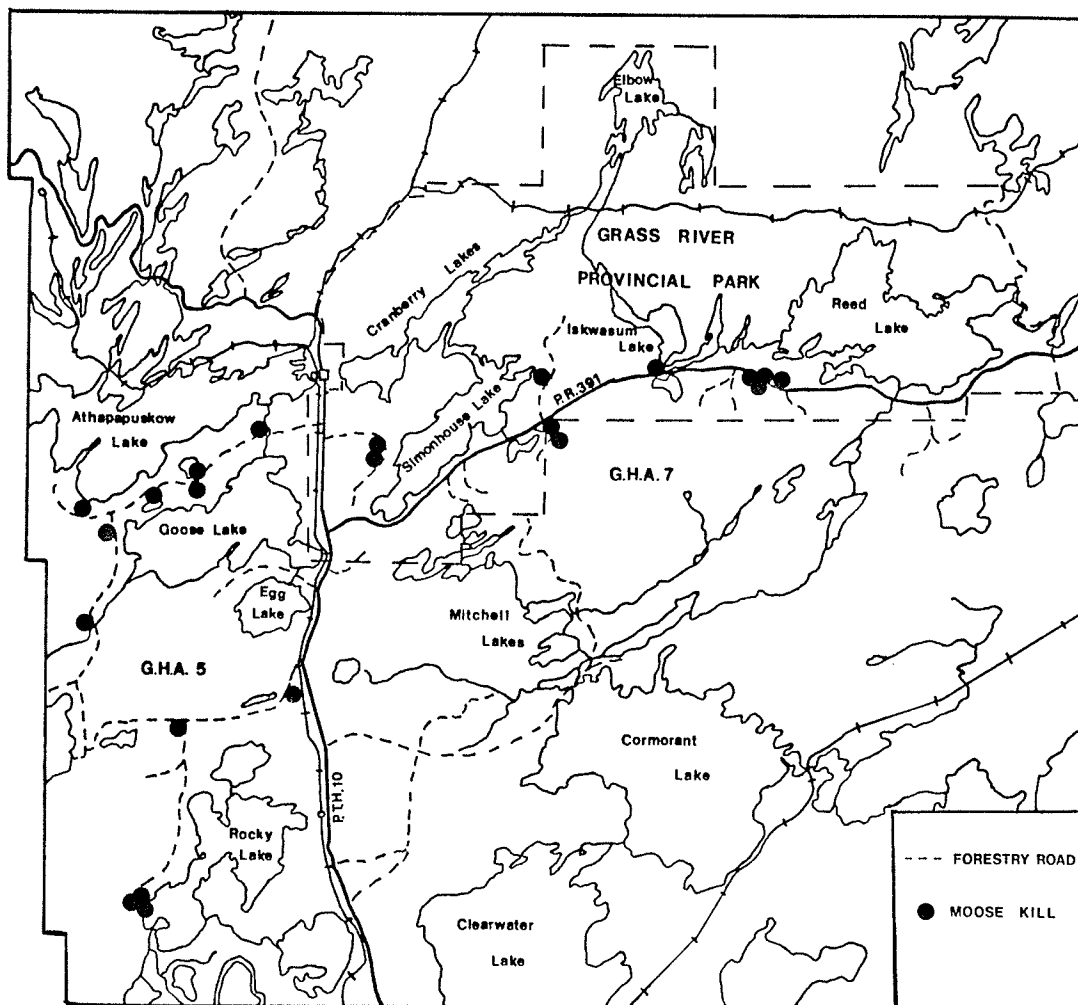 Elbow
Lake
GRASS RIVER
PROVINCIAL PARK
Cranberry Lakes
Reed
Lake
Iskwasum
Lake
P.R.391
Simonhouse Lake
Athapapuskow
Lake
G.H.A. 7
Goose Lake
Egg
Lake
Mitchell
Lakes
G.H.A. 5
Cormorant
Lake
P.T.H.10
Rocky
Lake
FORESTRY ROAD
MOOSE KILL
Clearwater
Lake